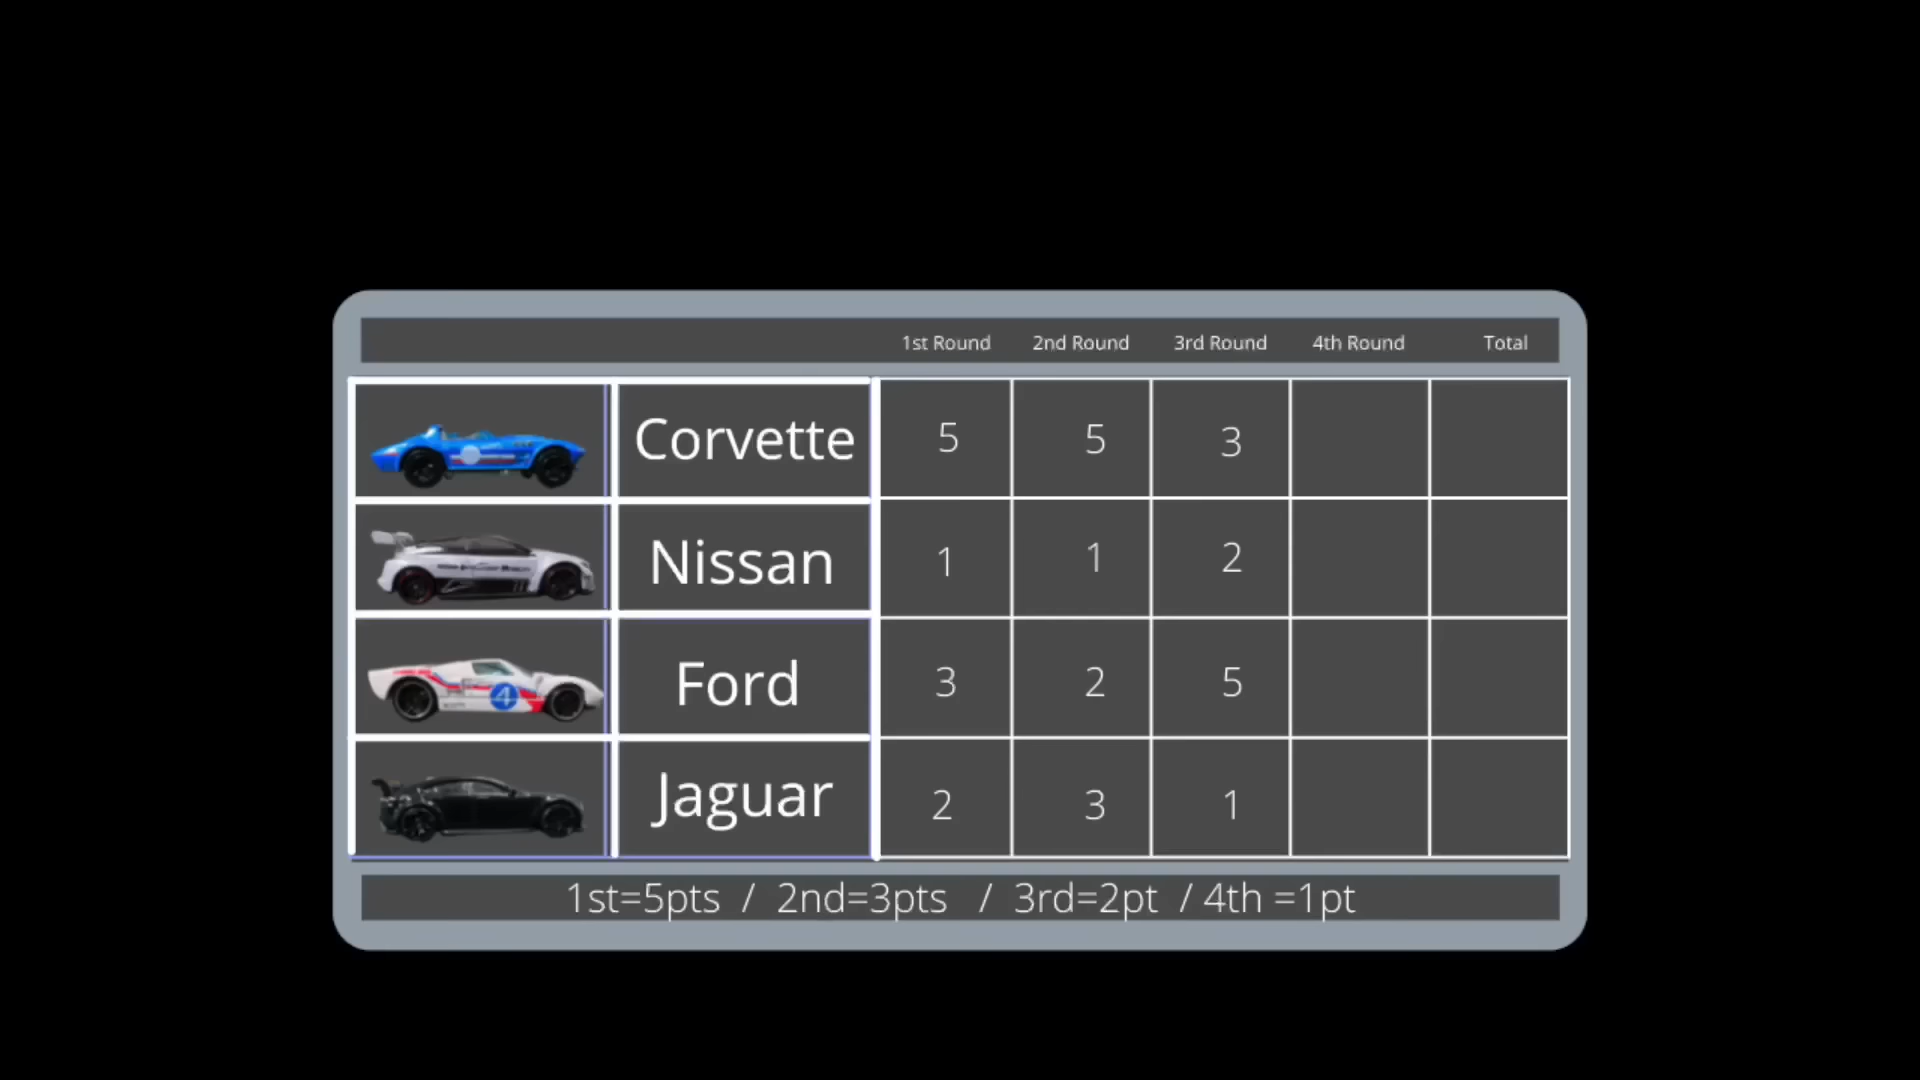 1st Round 2nd Round 3rd Round 4th Round Total
Corvette 5 5 3
Nissan 1 1 2
4
Ford 3 2 5
Jaguar 2 3 1
1st=5pts / 2nd=3pts / 3rd=2pt / 4th =1pt